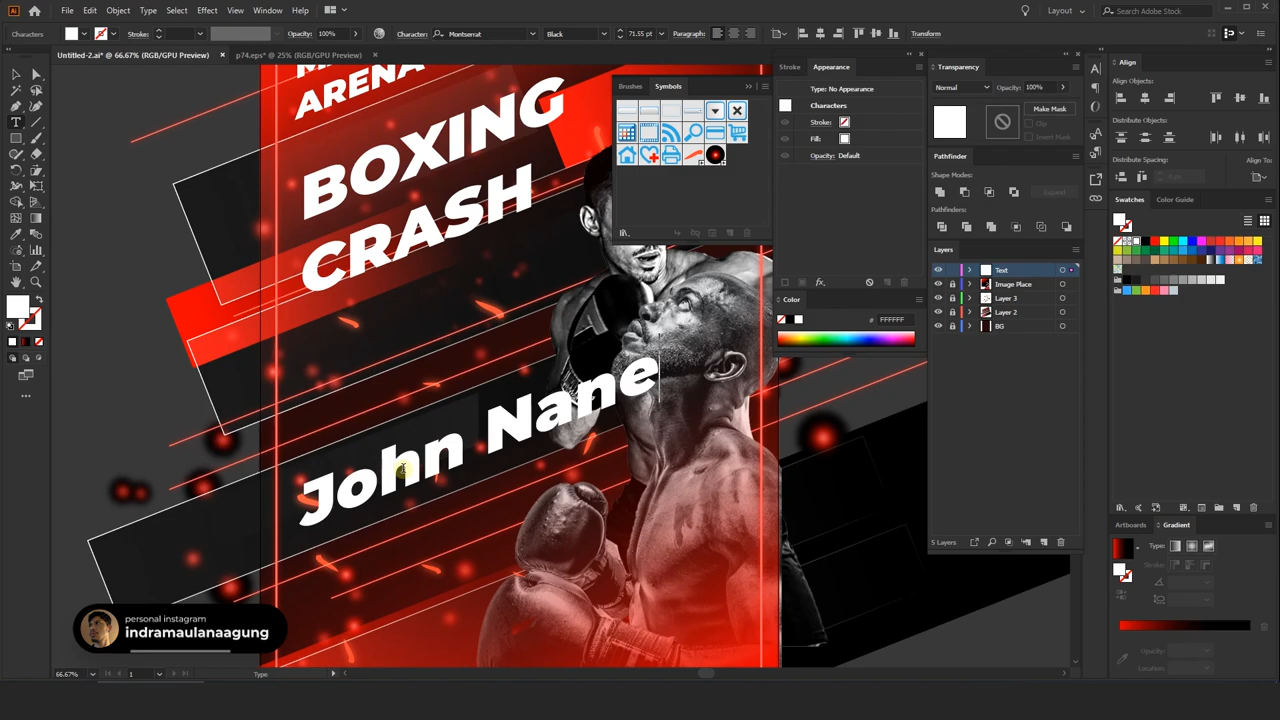 File Edit Object Type Select Effect View Window Help Layout Search Adobe Stock
Characters Stroke: Opacity: 100% Character: Montserrat Black 71.55 pt Paragraph: Transform
Untitled-2.ai* @ 66.67% (RGB/GPU Preview) × p74.eps* @ 25% (RGB/GPU Preview) ×
ARENA
BOXING
CRASH
John Nane
personal instagram
indramaulanaagung
Brushes Symbols
Stroke Appearance
Type: No Appearance
Characters
Stroke:
Fill:
Opacity: Default
fx
Color
# FFFFFF
Transparency
Normal Opacity: 100%
Make Mask
Clip
Invert Mask
Pathfinder
Shape Modes:
Expand
Pathfinders:
Layers
Text
Image Place
Layer 3
Layer 2
BG
5 Layers
Align
Align Objects:
Distribute Objects:
Distribute Spacing: Align To:
Swatches Color Guide
Artboards Gradient
Type:
Stroke:
Opacity:
Location:
66.67% 1 Type